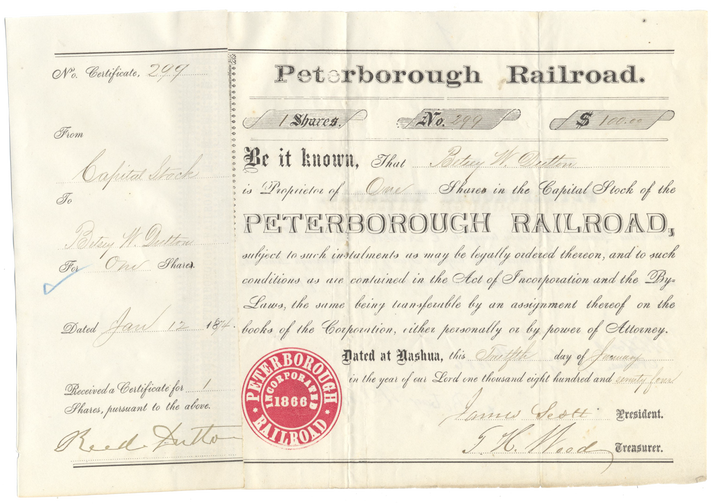 No. Certificate, 299
From
Capital Stock
To
Betsey W. Dutton
For One Shares.
Dated Jan 12 1874.
Received a Certificate for 1
Shares, pursuant to the above.
Reed Dutton
Peterborough Railroad.
1 Shares. No. 299 $ 100.00
Be it known, That Betsey W. Dutton
is Proprietor of One Shares in the Capital Stock of the
PETERBOROUGH RAILROAD,
subject to such instalments as may be legally ordered thereon, and to such
conditions as are contained in the Act of Incorporation and the By-
Laws, the same being transferable by an assignment thereof on the
books of the Corporation, either personally or by power of Attorney.
Dated at Nashua, this Twelfth day of January
in the year of our Lord one thousand eight hundred and seventy four
James Scott President.
T. H. Wood Treasurer.
PETERBOROUGH
INCORPORATED
1866
RAILROAD